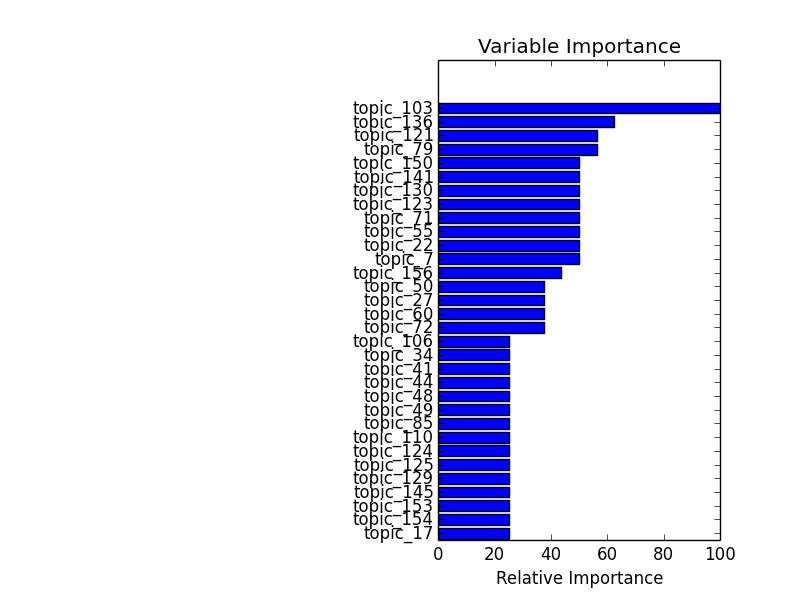 Variable Importance
topic_103
topic_136
topic_121
topic_79
topic_150
topic_141
topic_130
topic_123
topic_71
topic_55
topic_22
topic_7
topic_156
topic_50
topic_27
topic_60
topic_72
topic_106
topic_34
topic_41
topic_44
topic_48
topic_49
topic_85
topic_110
topic_124
topic_125
topic_129
topic_145
topic_153
topic_154
topic_17
0 20 40 60 80 100
Relative Importance